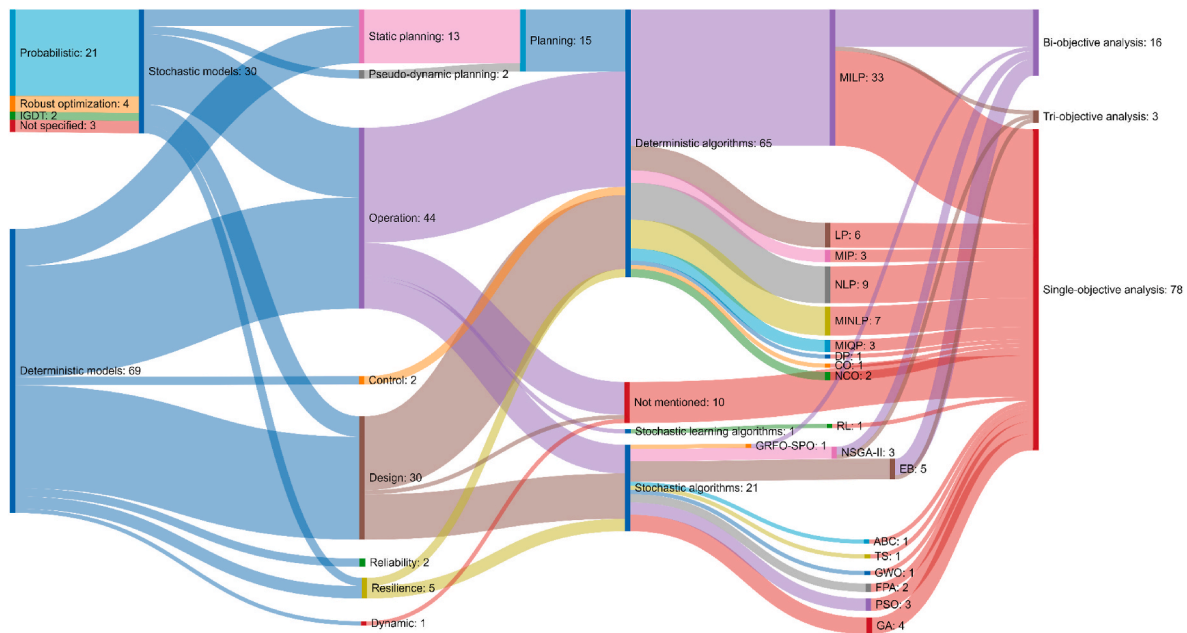 Probabilistic: 21
Robust optimization: 4
IGDT: 2
Not specified: 3
Stochastic models: 30
Deterministic models: 69
Static planning: 13
Pseudo-dynamic planning: 2
Planning: 15
Operation: 44
Control: 2
Design: 30
Reliability: 2
Resilience: 5
Dynamic: 1
Deterministic algorithms: 65
Not mentioned: 10
Stochastic learning algorithms: 1
Stochastic algorithms: 21
MILP: 33
LP: 6
MIP: 3
NLP: 9
MINLP: 7
MIQP: 3
DP: 1
CO: 1
NCO: 2
RL: 1
GRFO-SPO: 1
NSGA-II: 3
EB: 5
ABC: 1
TS: 1
GWO: 1
FPA: 2
PSO: 3
GA: 4
Bi-objective analysis: 16
Tri-objective analysis: 3
Single-objective analysis: 78